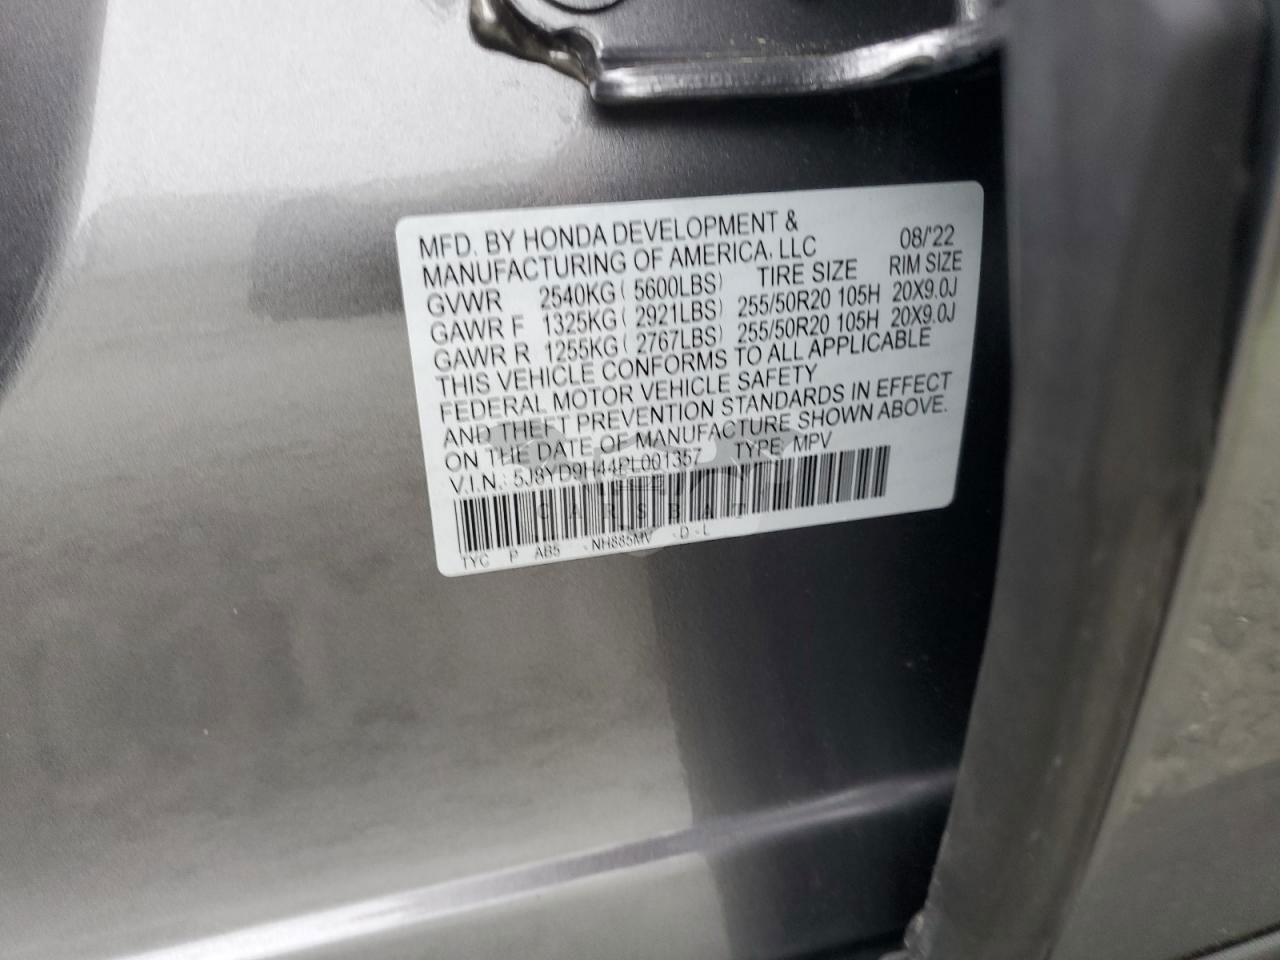 MFD. BY HONDA DEVELOPMENT &
MANUFACTURING OF AMERICA, LLC 08/'22
GVWR 2540KG ( 5600LBS) TIRE SIZE RIM SIZE
GAWR F 1325KG ( 2921LBS) 255/50R20 105H 20X9.0J
GAWR R 1255KG ( 2767LBS) 255/50R20 105H 20X9.0J
THIS VEHICLE CONFORMS TO ALL APPLICABLE
FEDERAL MOTOR VEHICLE SAFETY
AND THEFT PREVENTION STANDARDS IN EFFECT
ON THE DATE OF MANUFACTURE SHOWN ABOVE.
V.I.N.: 5J8YD9H44PL001357 TYPE: MPV
CARSBAT
TYC P AB5 -NH885MV -D-L